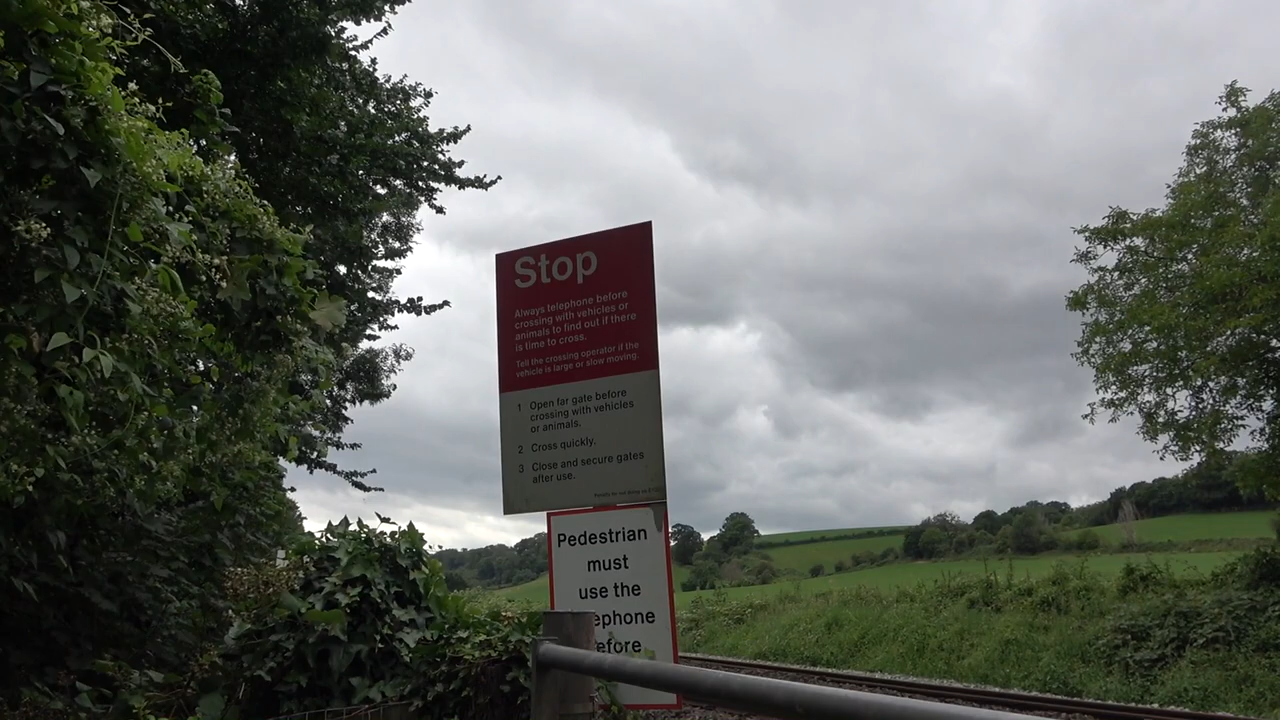 Stop
Always telephone before
crossing with vehicles or
animals to find out if there
is time to cross.
Tell the crossing operator if the
vehicle is large or slow moving.
1 Open far gate before
crossing with vehicles
or animals.
2 Cross quickly.
3 Close and secure gates
after use.
Pedestrian
must
use the
ephone
efore